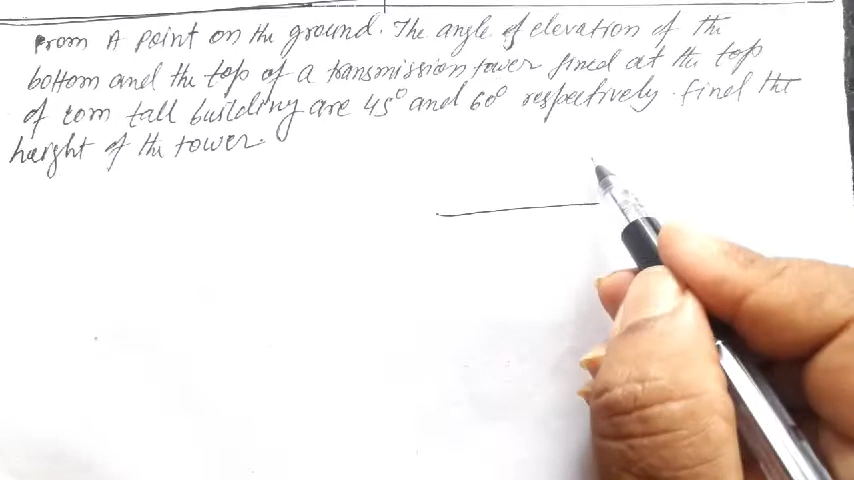 From A point on the ground. The angle of elevation of the
bottom and the top of a transmission tower fined at the top
of 20m tall building are 45° and 60° respectively. find the
height of the tower.